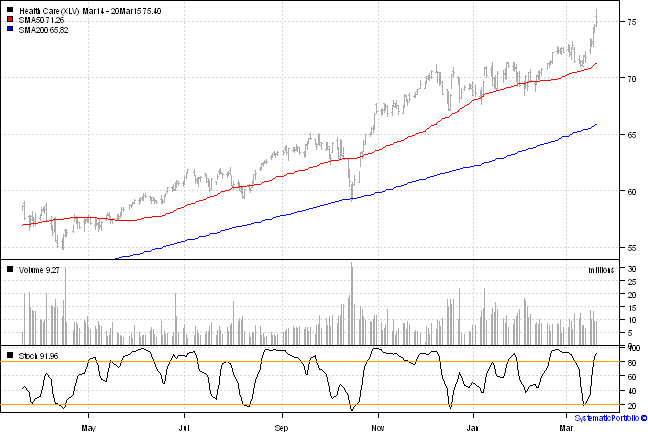 Health Care (XLV) Mar14 - 20Mar15 75.40
SMA50 71.26
SMA200 65.82
75
70
65
60
55
Volume 9.27
millions
30
25
20
15
10
5
0
Stoch 91.96
100
80
60
40
20
May
Jul
Sep
Nov
Jan
Mar
SystematicPortfolio ©